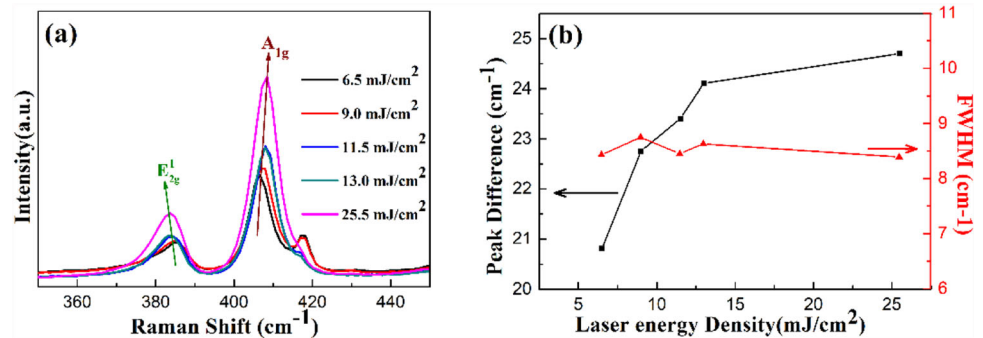 (a)
A1g
E¹2g
6.5 mJ/cm²
9.0 mJ/cm²
11.5 mJ/cm²
13.0 mJ/cm²
25.5 mJ/cm²
Intensity(a.u.)
360 380 400 420 440
Raman Shift (cm⁻¹)
(b)
25
24
23
22
21
20
Peak Difference (cm⁻¹)
5 10 15 20 25
Laser energy Density(mJ/cm²)
11
10
9
8
7
6
FWHM (cm-1)